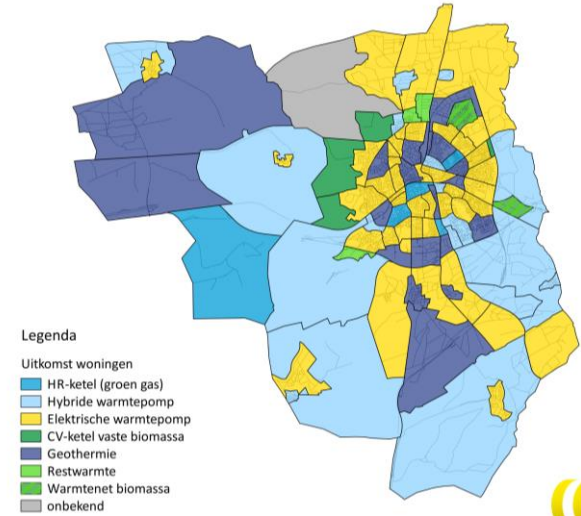 Legenda
Uitkomst woningen
HR-ketel (groen gas)
Hybride warmtepomp
Elektrische warmtepomp
CV-ketel vaste biomassa
Geothermie
Restwarmte
Warmtenet biomassa
onbekend